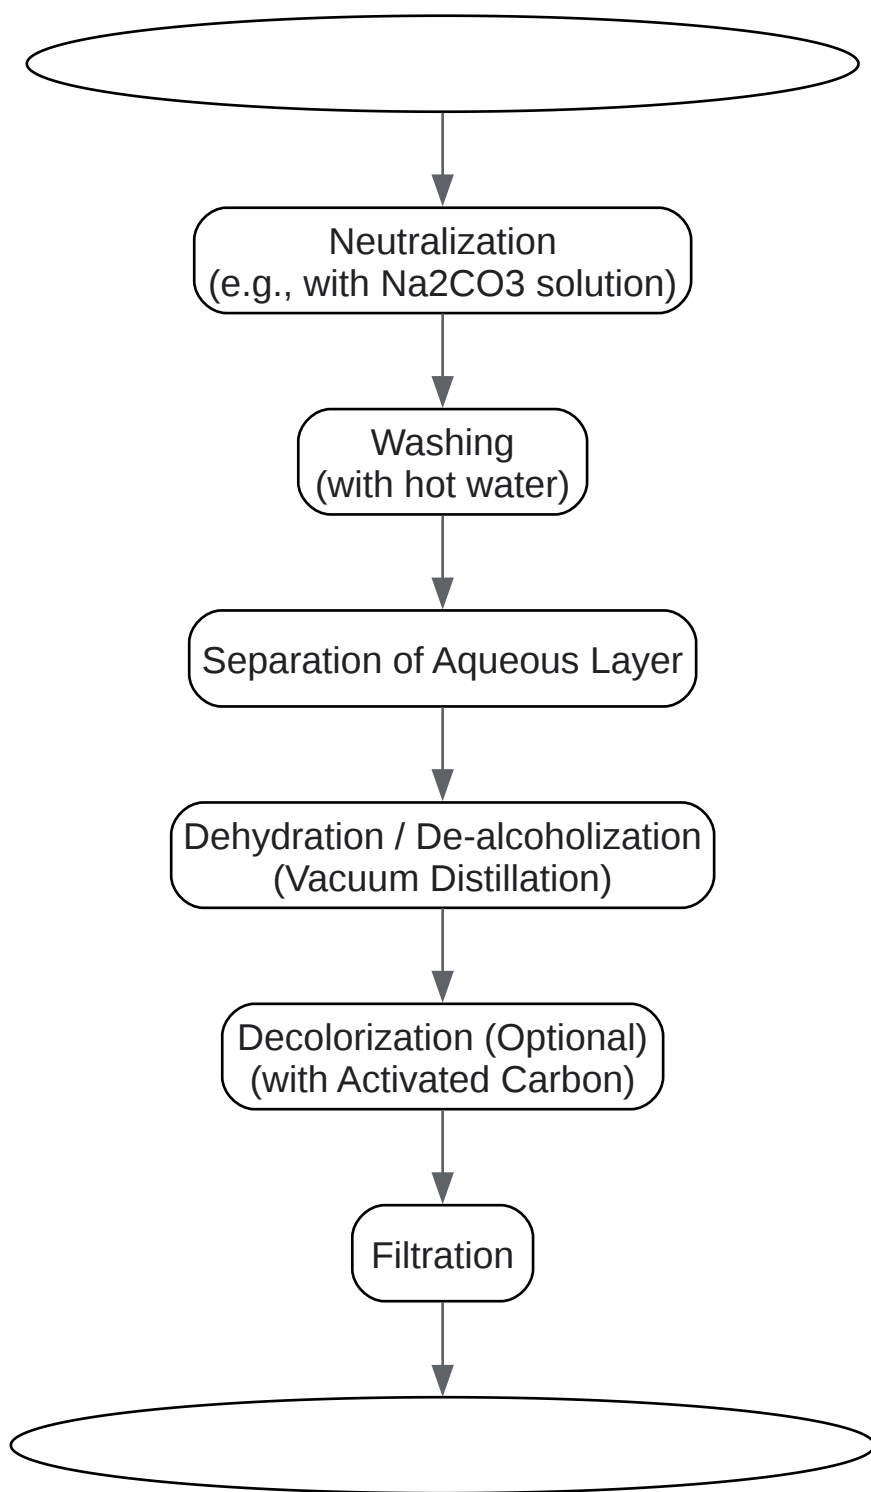 Neutralization
(e.g., with Na2CO3 solution)
Washing
(with hot water)
Separation of Aqueous Layer
Dehydration / De-alcoholization
(Vacuum Distillation)
Decolorization (Optional)
(with Activated Carbon)
Filtration